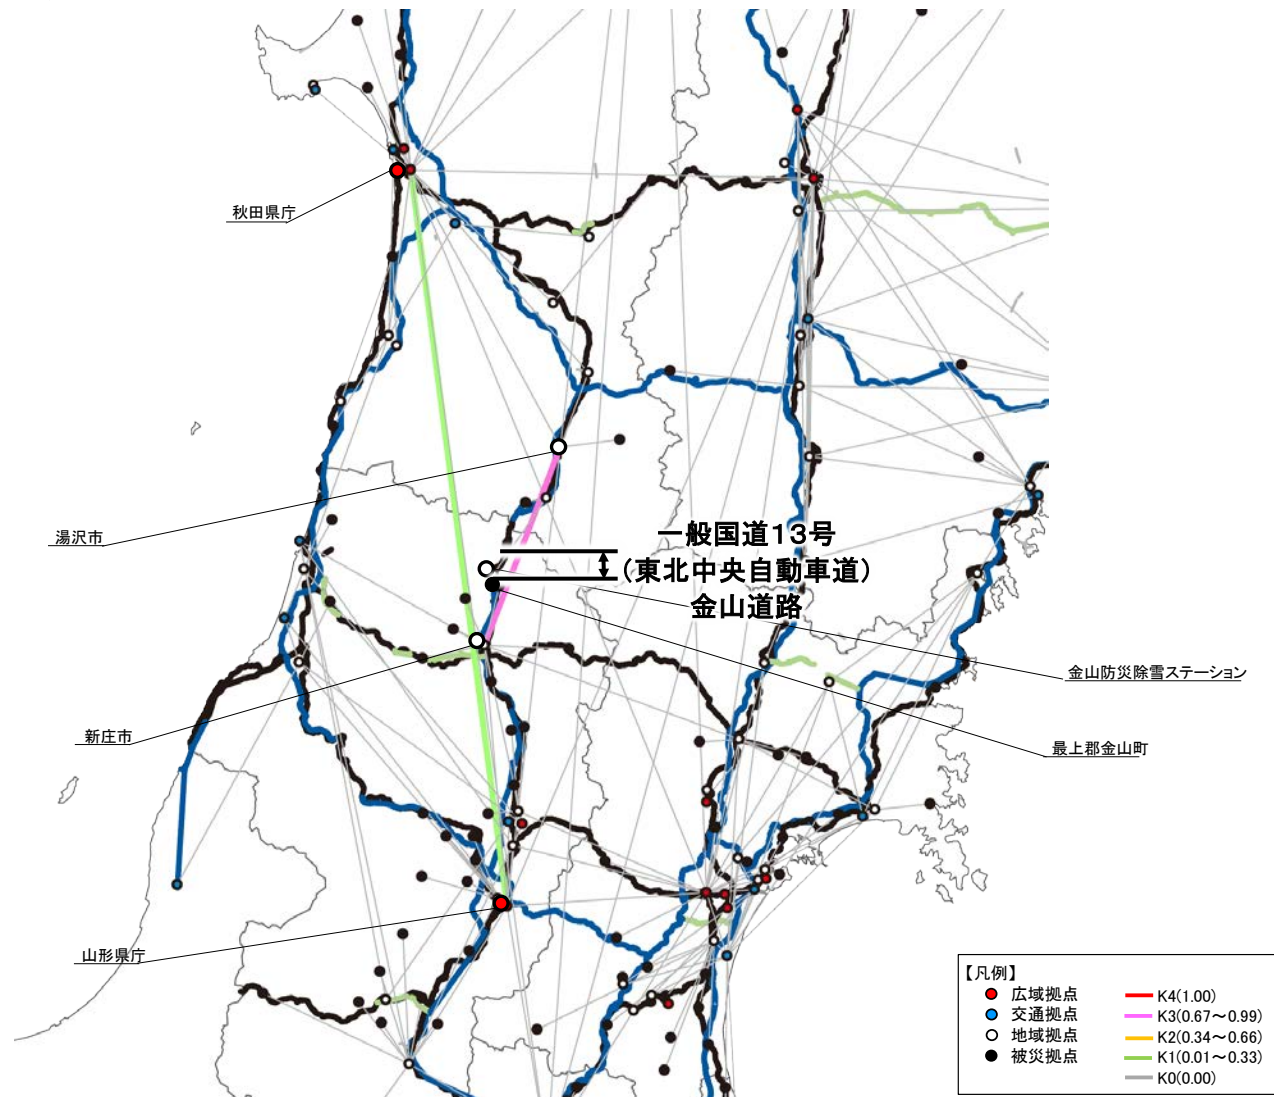 秋田県庁
湯沢市
一般国道13号
(東北中央自動車道)
金山道路
金山防災除雪ステーション
新庄市
最上郡金山町
山形県庁
【凡例】
広域拠点
交通拠点
地域拠点
被災拠点
K4(1.00)
K3(0.67～0.99)
K2(0.34～0.66)
K1(0.01～0.33)
K0(0.00)